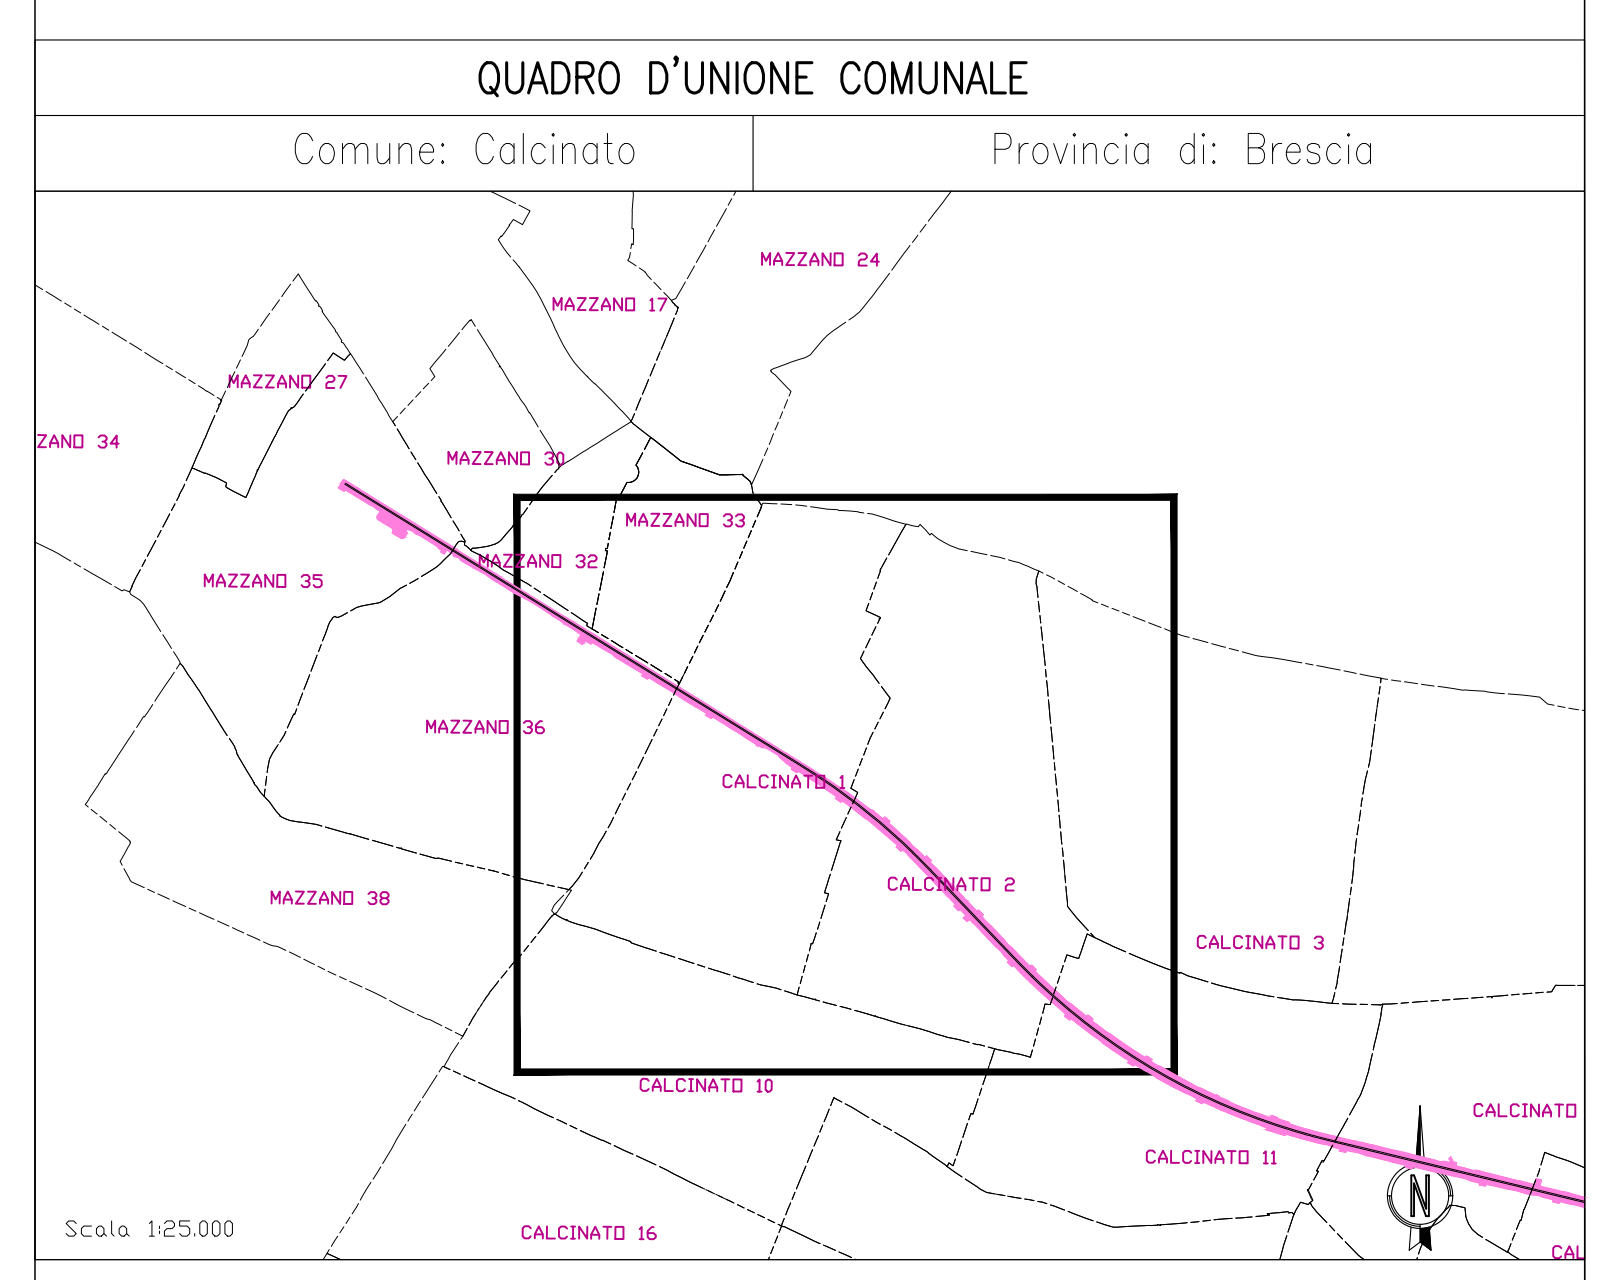 QUADRO D'UNIONE COMUNALE
Comune: Calcinato
Provincia di: Brescia
MAZZANO 24
MAZZANO 17
MAZZANO 27
ZANO 34
MAZZANO 30
MAZZANO 33
MAZZANO 32
MAZZANO 35
MAZZANO 36
CALCINATO 1
CALCINATO 2
MAZZANO 38
CALCINATO 3
CALCINATO 10
CALCINATO
CALCINATO 11
N
Scala 1:25.000
CALCINATO 16
CAL